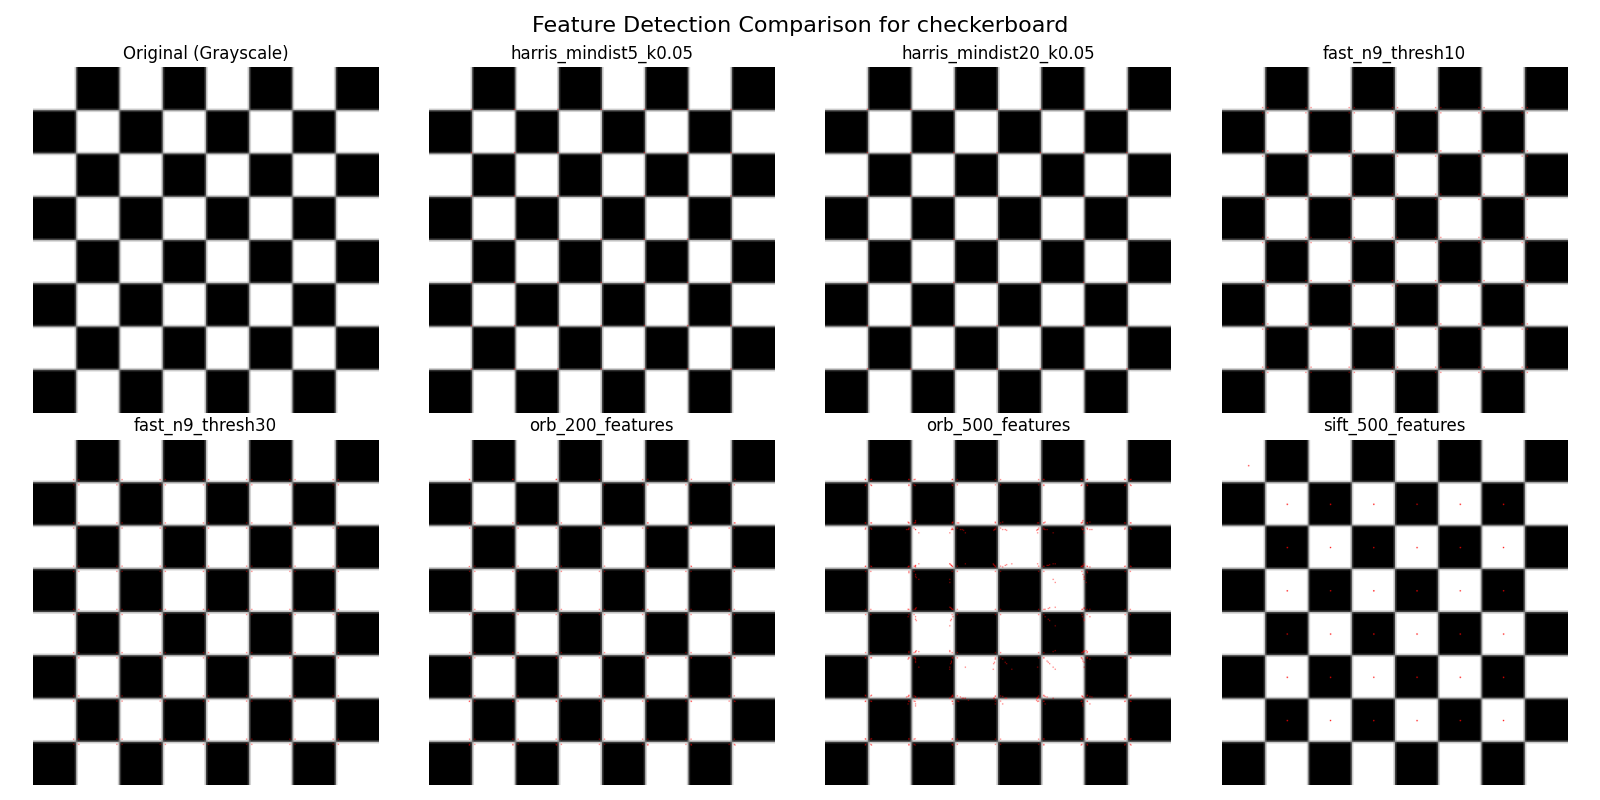 Feature Detection Comparison for checkerboard
Original (Grayscale)
harris_mindist5_k0.05
harris_mindist20_k0.05
fast_n9_thresh10
fast_n9_thresh30
orb_200_features
orb_500_features
sift_500_features